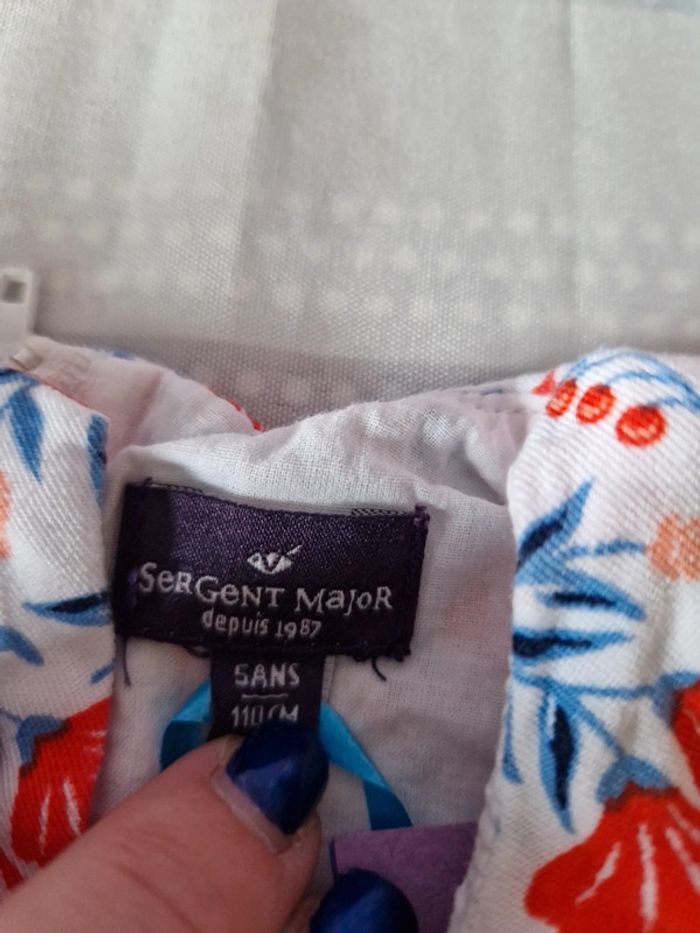 SeRGeNT MaJoR
depuis 1987
5ANS
110CM